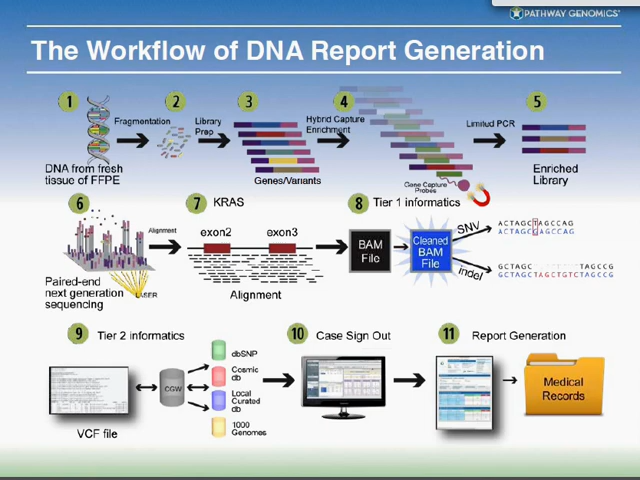 PATHWAY GENOMICS
The Workflow of DNA Report Generation
1
2
3
4
5
Fragmentation
Library
Prep
Hybrid Capture
Enrichment
Limited PCR
DNA from fresh
tissue of FFPE
Genes/Variants
Gene Capture
Probes
Enriched
Library
6
7
KRAS
8
Tier 1 informatics
Alignment
exon2
exon3
BAM
File
Cleaned
BAM
File
SNV
indel
ACTAGCTAGCCAG
ACTAGCGAGCCAG
GCTAGC
TAGCCG
GCTAGCTAGCTGTCTAGCCG
Paired-end
next generation
sequencing
LASER
Alignment
9
Tier 2 informatics
10
Case Sign Out
11
Report Generation
CGW
dbSNP
Cosmic
db
Local
Curated
db
1000
Genomes
Medical
Records
VCF file